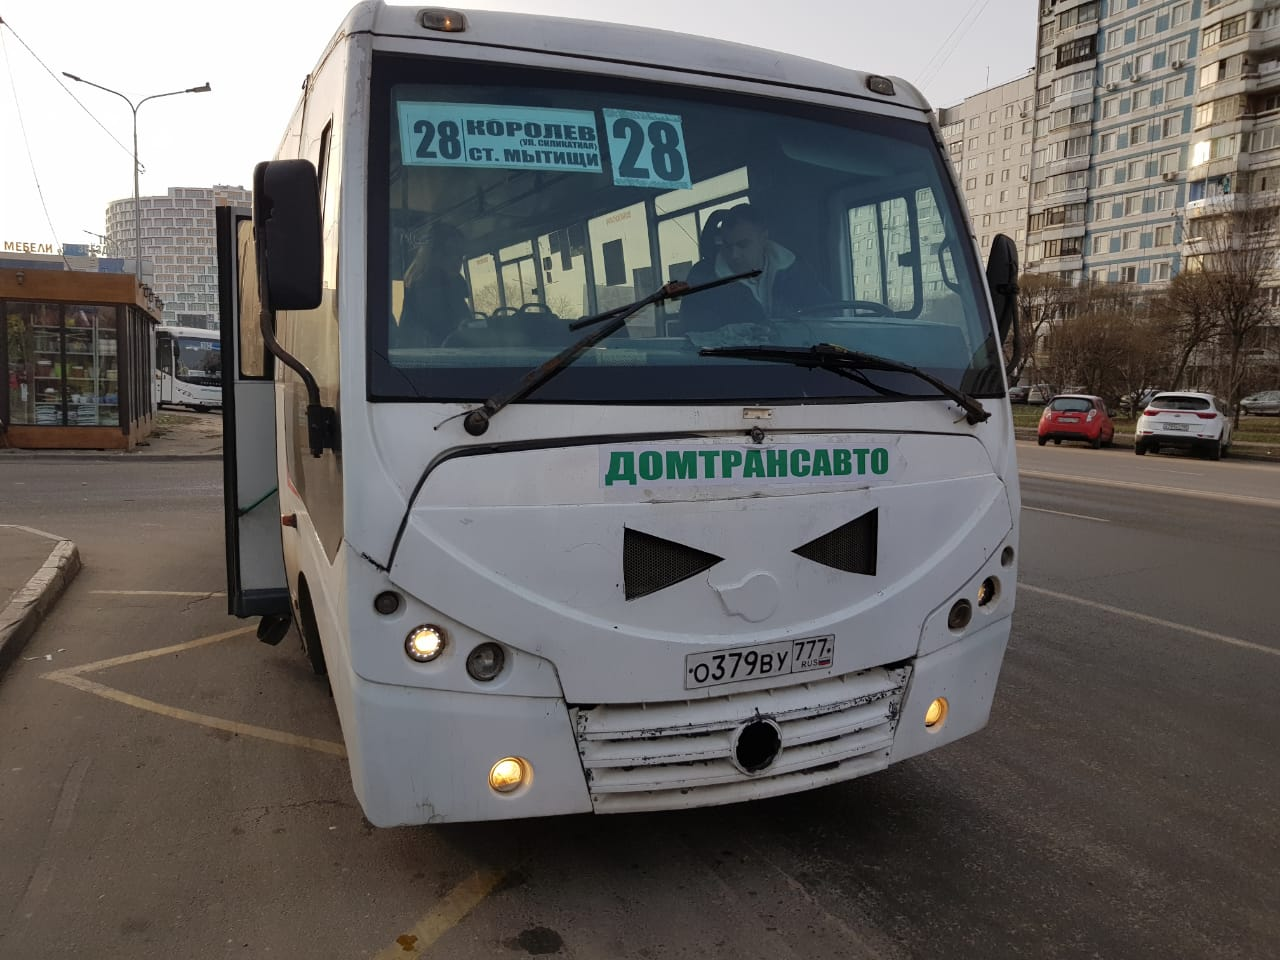 28
КОРОЛЕВ
(УЛ. СИЛИКАТНАЯ)
СТ. МЫТИЩИ
28
МЕБЕЛИ
ДОМТРАНСАВТО
О379ВУ 777
RUS